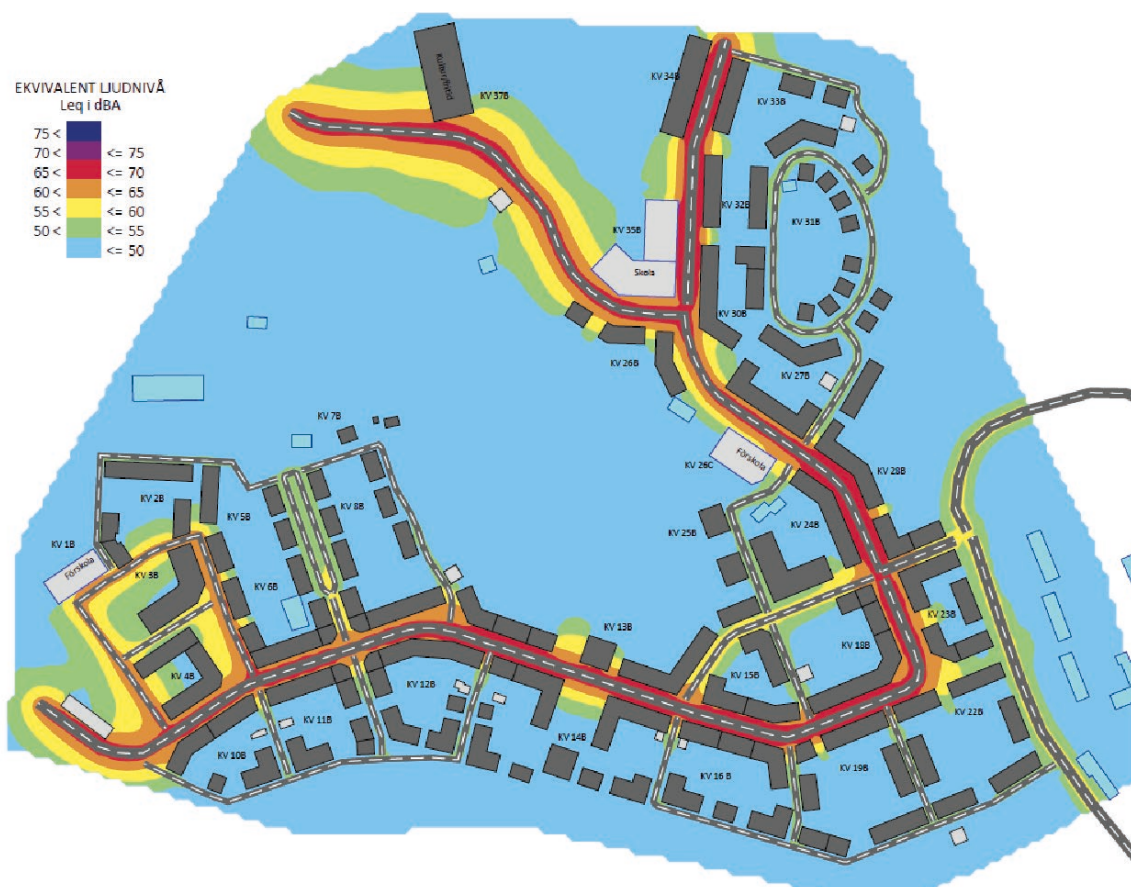 EKVIVALENT LJUDNIVÅ
Leq i dBA
75 <
70 < <= 75
65 < <= 70
60 < <= 65
55 < <= 60
50 < <= 55
<= 50
KV 37B
KV 34B
KV 33B
KV 32B
KV 31B
KV 35B
Skola
KV 30B
KV 26B
KV 27B
KV 7B
KV 26C
Förskola
KV 28B
KV 2B
KV 5B
KV 8B
KV 24B
KV 25B
KV 1B
Förskola
KV 3B
KV 6B
KV 23B
KV 13B
KV 18B
KV 4B
KV 15B
KV 12B
KV 11B
KV 22B
KV 14B
KV 10B
KV 16 B
KV 19B